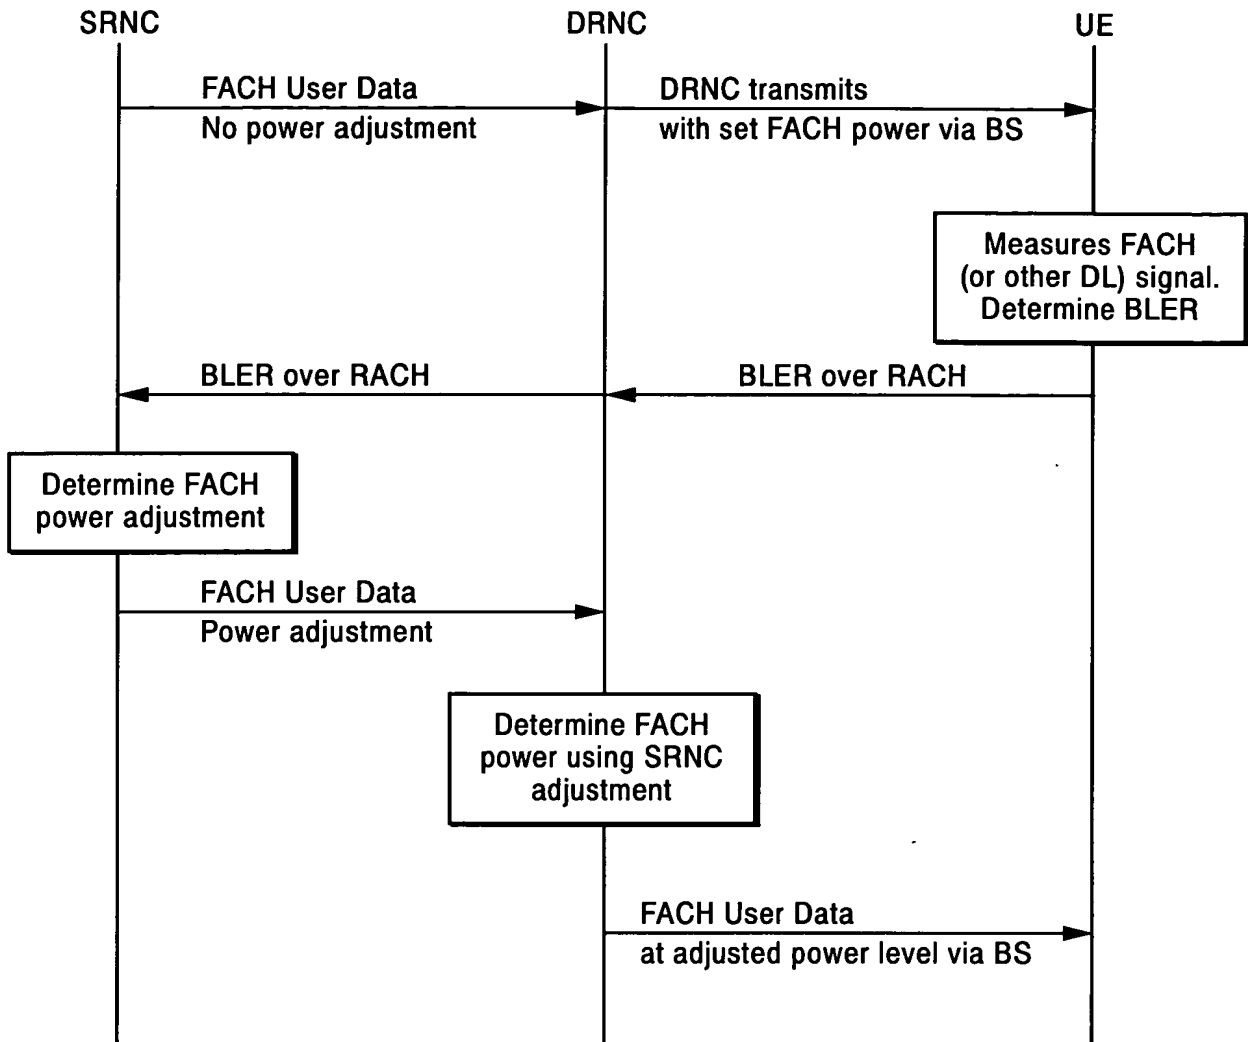 SRNC
DRNC
UE
FACH User Data
No power adjustment
DRNC transmits
with set FACH power via BS
Measures FACH
(or other DL) signal.
Determine BLER
BLER over RACH
BLER over RACH
Determine FACH
power adjustment
FACH User Data
Power adjustment
Determine FACH
power using SRNC
adjustment
FACH User Data
at adjusted power level via BS